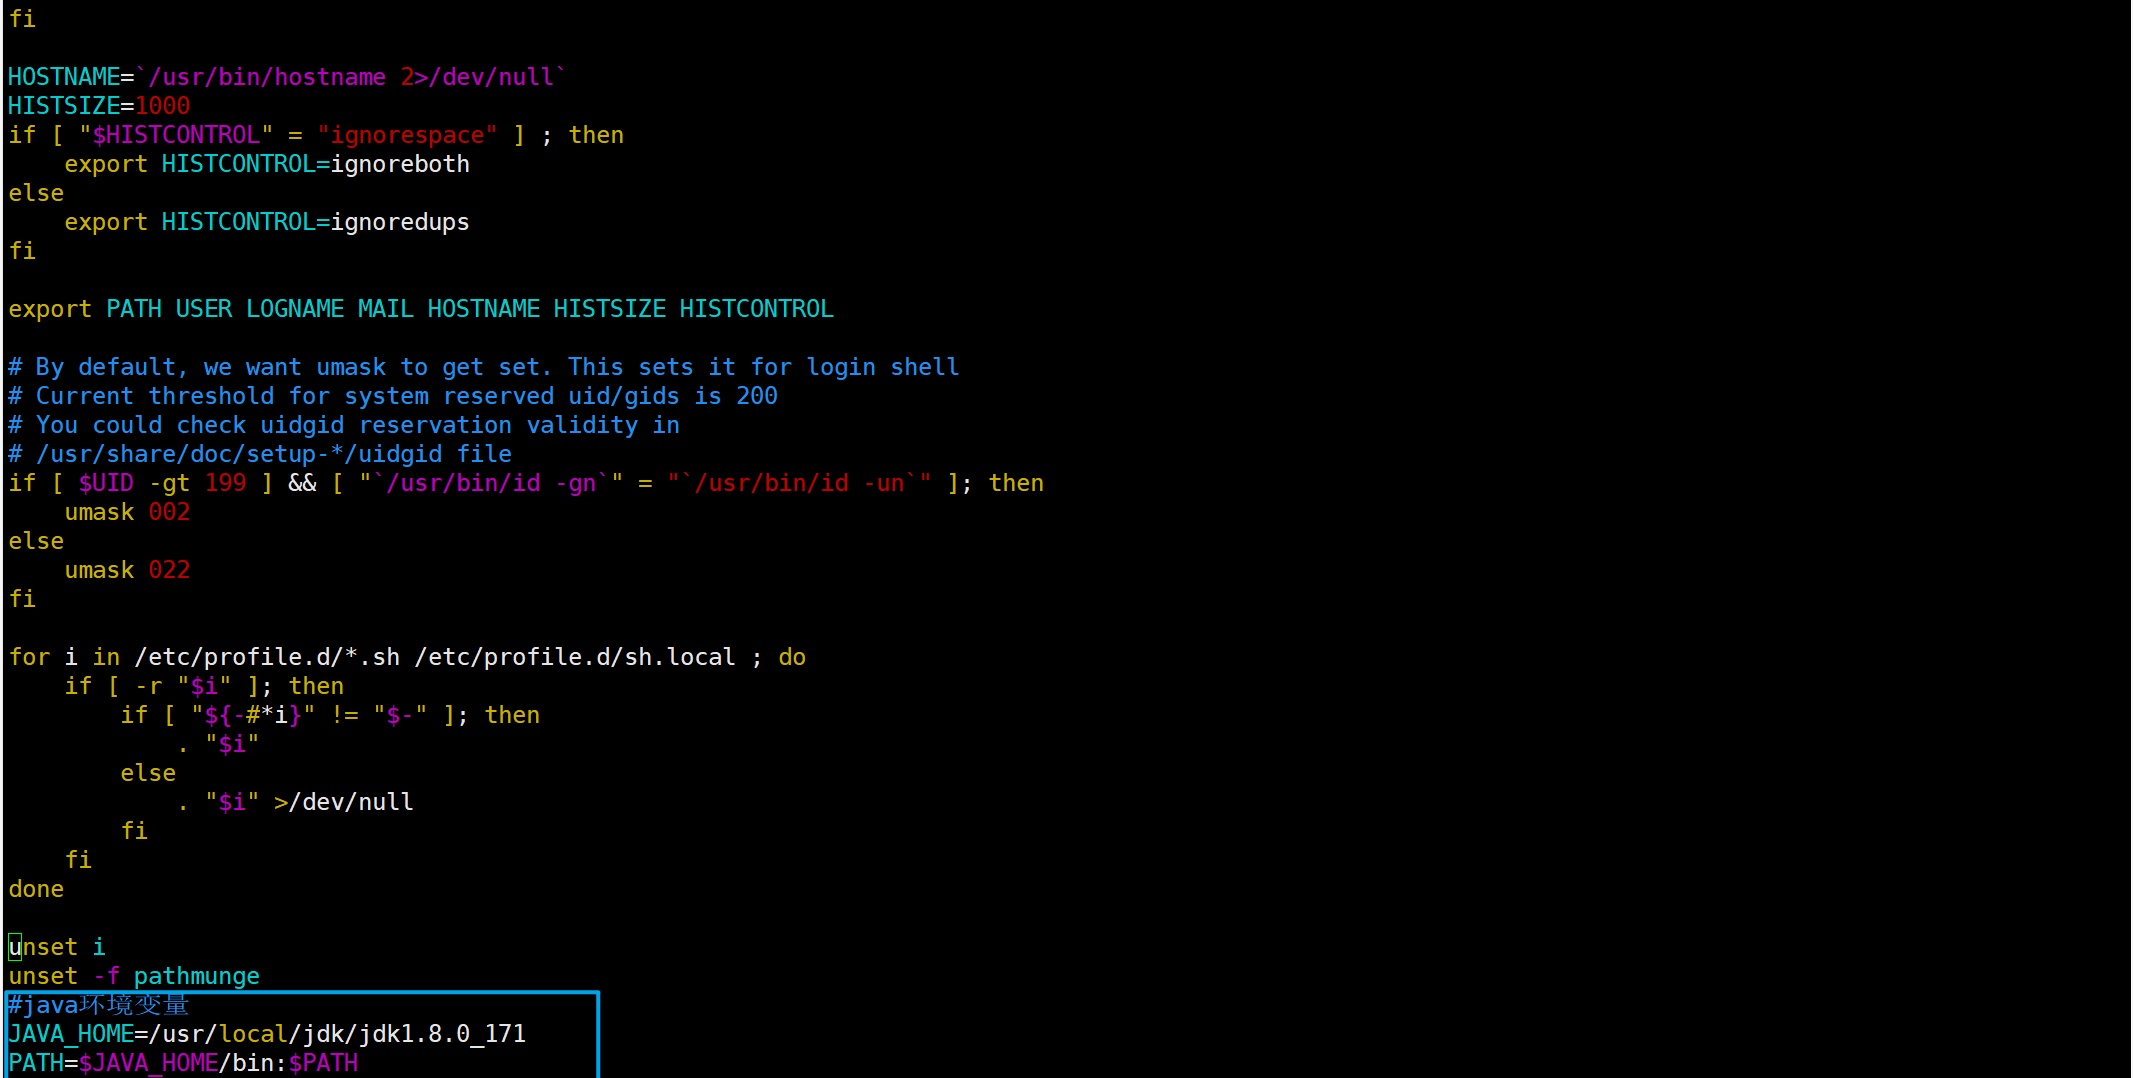 fi
HOSTNAME=`/usr/bin/hostname 2>/dev/null`
HISTSIZE=1000
if [ "$HISTCONTROL" = "ignorespace" ] ; then
    export HISTCONTROL=ignoreboth
else
    export HISTCONTROL=ignoredups
fi
export PATH USER LOGNAME MAIL HOSTNAME HISTSIZE HISTCONTROL
# By default, we want umask to get set. This sets it for login shell
# Current threshold for system reserved uid/gids is 200
# You could check uidgid reservation validity in
# /usr/share/doc/setup-*/uidgid file
if [ $UID -gt 199 ] && [ "`/usr/bin/id -gn`" = "`/usr/bin/id -un`" ]; then
    umask 002
else
    umask 022
fi
for i in /etc/profile.d/*.sh /etc/profile.d/sh.local ; do
    if [ -r "$i" ]; then
        if [ "${-#*i}" != "$-" ]; then
            . "$i"
        else
            . "$i" >/dev/null
        fi
    fi
done
unset i
unset -f pathmunge
#java环境变量
JAVA_HOME=/usr/local/jdk/jdk1.8.0_171
PATH=$JAVA_HOME/bin:$PATH